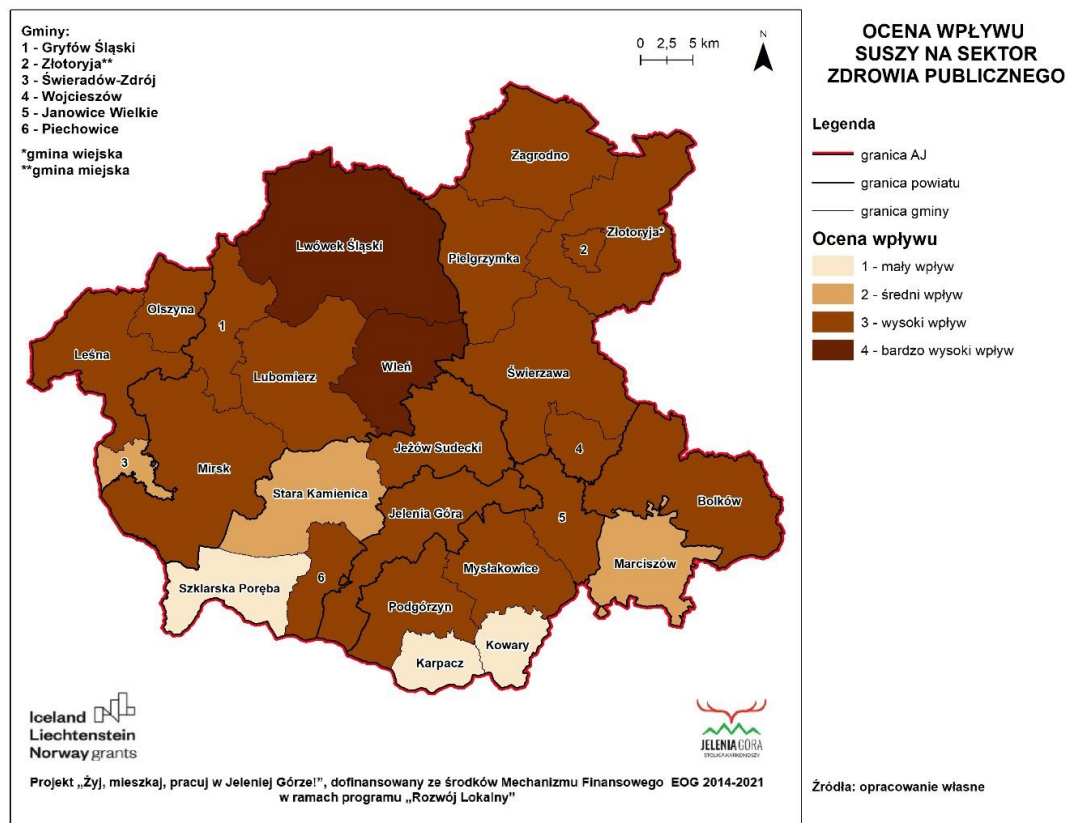 Gminy:
1 - Gryfów Śląski
2 - Złotoryja**
3 - Świeradów-Zdrój
4 - Wojcieszów
5 - Janowice Wielkie
6 - Piechowice
*gmina wiejska
**gmina miejska
0 2,5 5 km
N
Zagrodno
Lwówek Śląski
Pielgrzymka
2
Złotoryja*
Olszyna
1
Leśna
Lubomierz
Wleń
Świerzawa
3
Mirsk
Jeżów Sudecki
4
Stara Kamienica
Jelenia Góra
5
Bolków
Szklarska Poręba
6
Mysłakowice
Marciszów
Podgórzyn
Karpacz
Kowary
Iceland
Liechtenstein
Norway grants
JELENIA GÓRA
STOLICA KARKONOSZY
Projekt „Żyj, mieszkaj, pracuj w Jeleniej Górze!”, dofinansowany ze środków Mechanizmu Finansowego EOG 2014-2021
w ramach programu „Rozwój Lokalny"
OCENA WPŁYWU
SUSZY NA SEKTOR
ZDROWIA PUBLICZNEGO
Legenda
granica AJ
granica powiatu
granica gminy
Ocena wpływu
1 - mały wpływ
2 - średni wpływ
3 - wysoki wpływ
4 - bardzo wysoki wpływ
Źródła: opracowanie własne